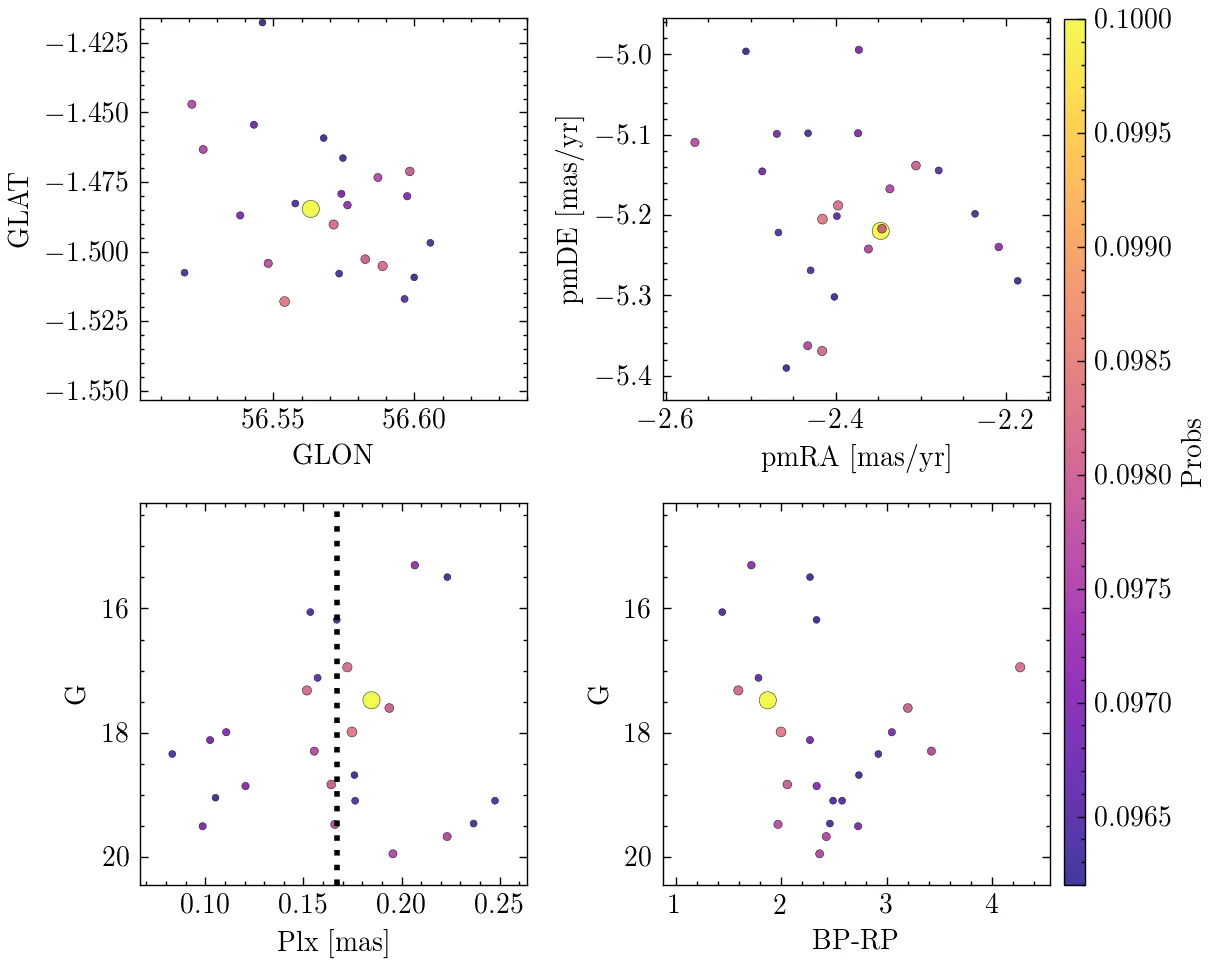 −1.425
−1.450
−1.475
−1.500
−1.525
−1.550
GLAT
56.55 56.60
GLON
−5.0
−5.1
−5.2
−5.3
−5.4
pmDE [mas/yr]
−2.6 −2.4 −2.2
pmRA [mas/yr]
0.1000
0.0995
0.0990
0.0985
0.0980
0.0975
0.0970
0.0965
Probs
16
18
20
G
0.10 0.15 0.20 0.25
Plx [mas]
16
18
20
G
1 2 3 4
BP-RP